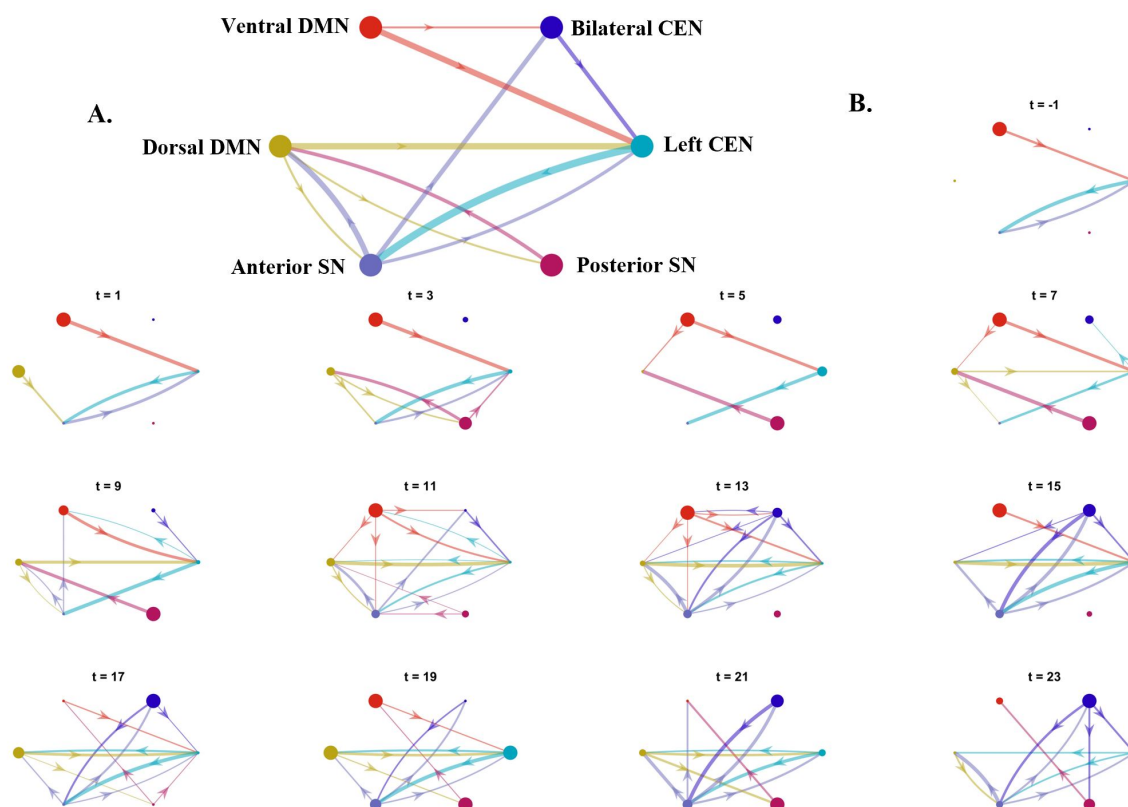 Ventral DMN
Bilateral CEN
A.
B.
t = -1
Dorsal DMN
Left CEN
Anterior SN
Posterior SN
t = 1
t = 3
t = 5
t = 7
t = 9
t = 11
t = 13
t = 15
t = 17
t = 19
t = 21
t = 23